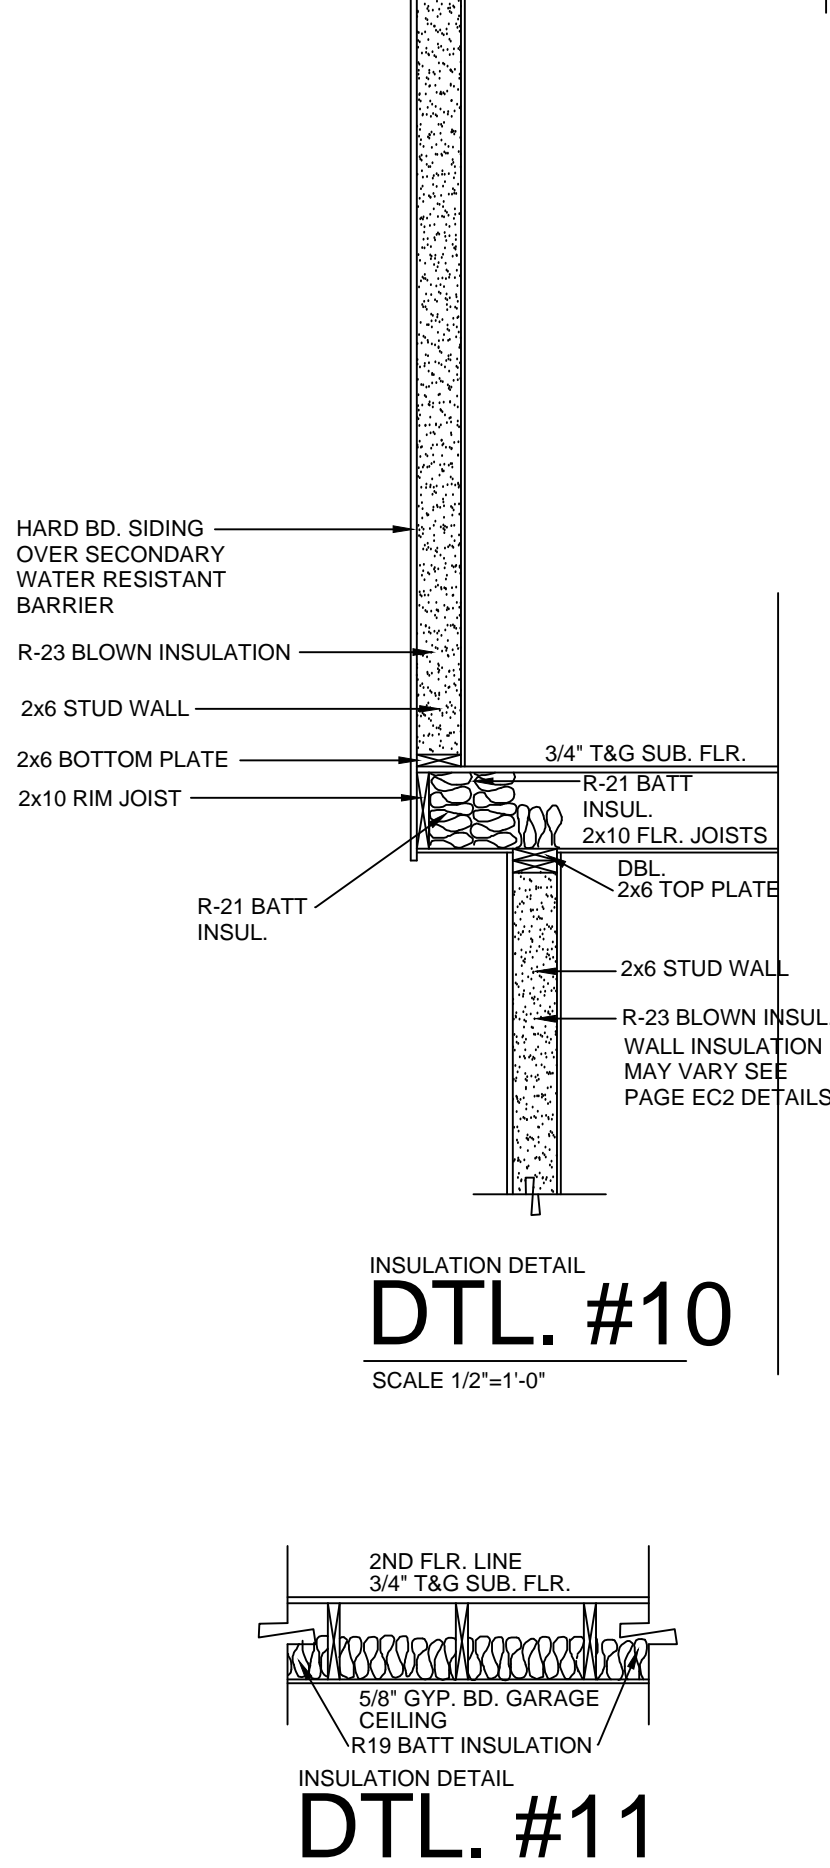 HARD BD. SIDING
OVER SECONDARY
WATER RESISTANT
BARRIER
R-23 BLOWN INSULATION
2x6 STUD WALL
2x6 BOTTOM PLATE
2x10 RIM JOIST
R-21 BATT
INSUL.
3/4" T&G SUB. FLR.
R-21 BATT
INSUL.
2x10 FLR. JOISTS
DBL.
2x6 TOP PLATE
2x6 STUD WALL
R-23 BLOWN INSUL.
WALL INSULATION
MAY VARY SEE
PAGE EC2 DETAILS
INSULATION DETAIL
DTL. #10
SCALE 1/2"=1'-0"
2ND FLR. LINE
3/4" T&G SUB. FLR.
5/8" GYP. BD. GARAGE
CEILING
R19 BATT INSULATION
INSULATION DETAIL
DTL. #11